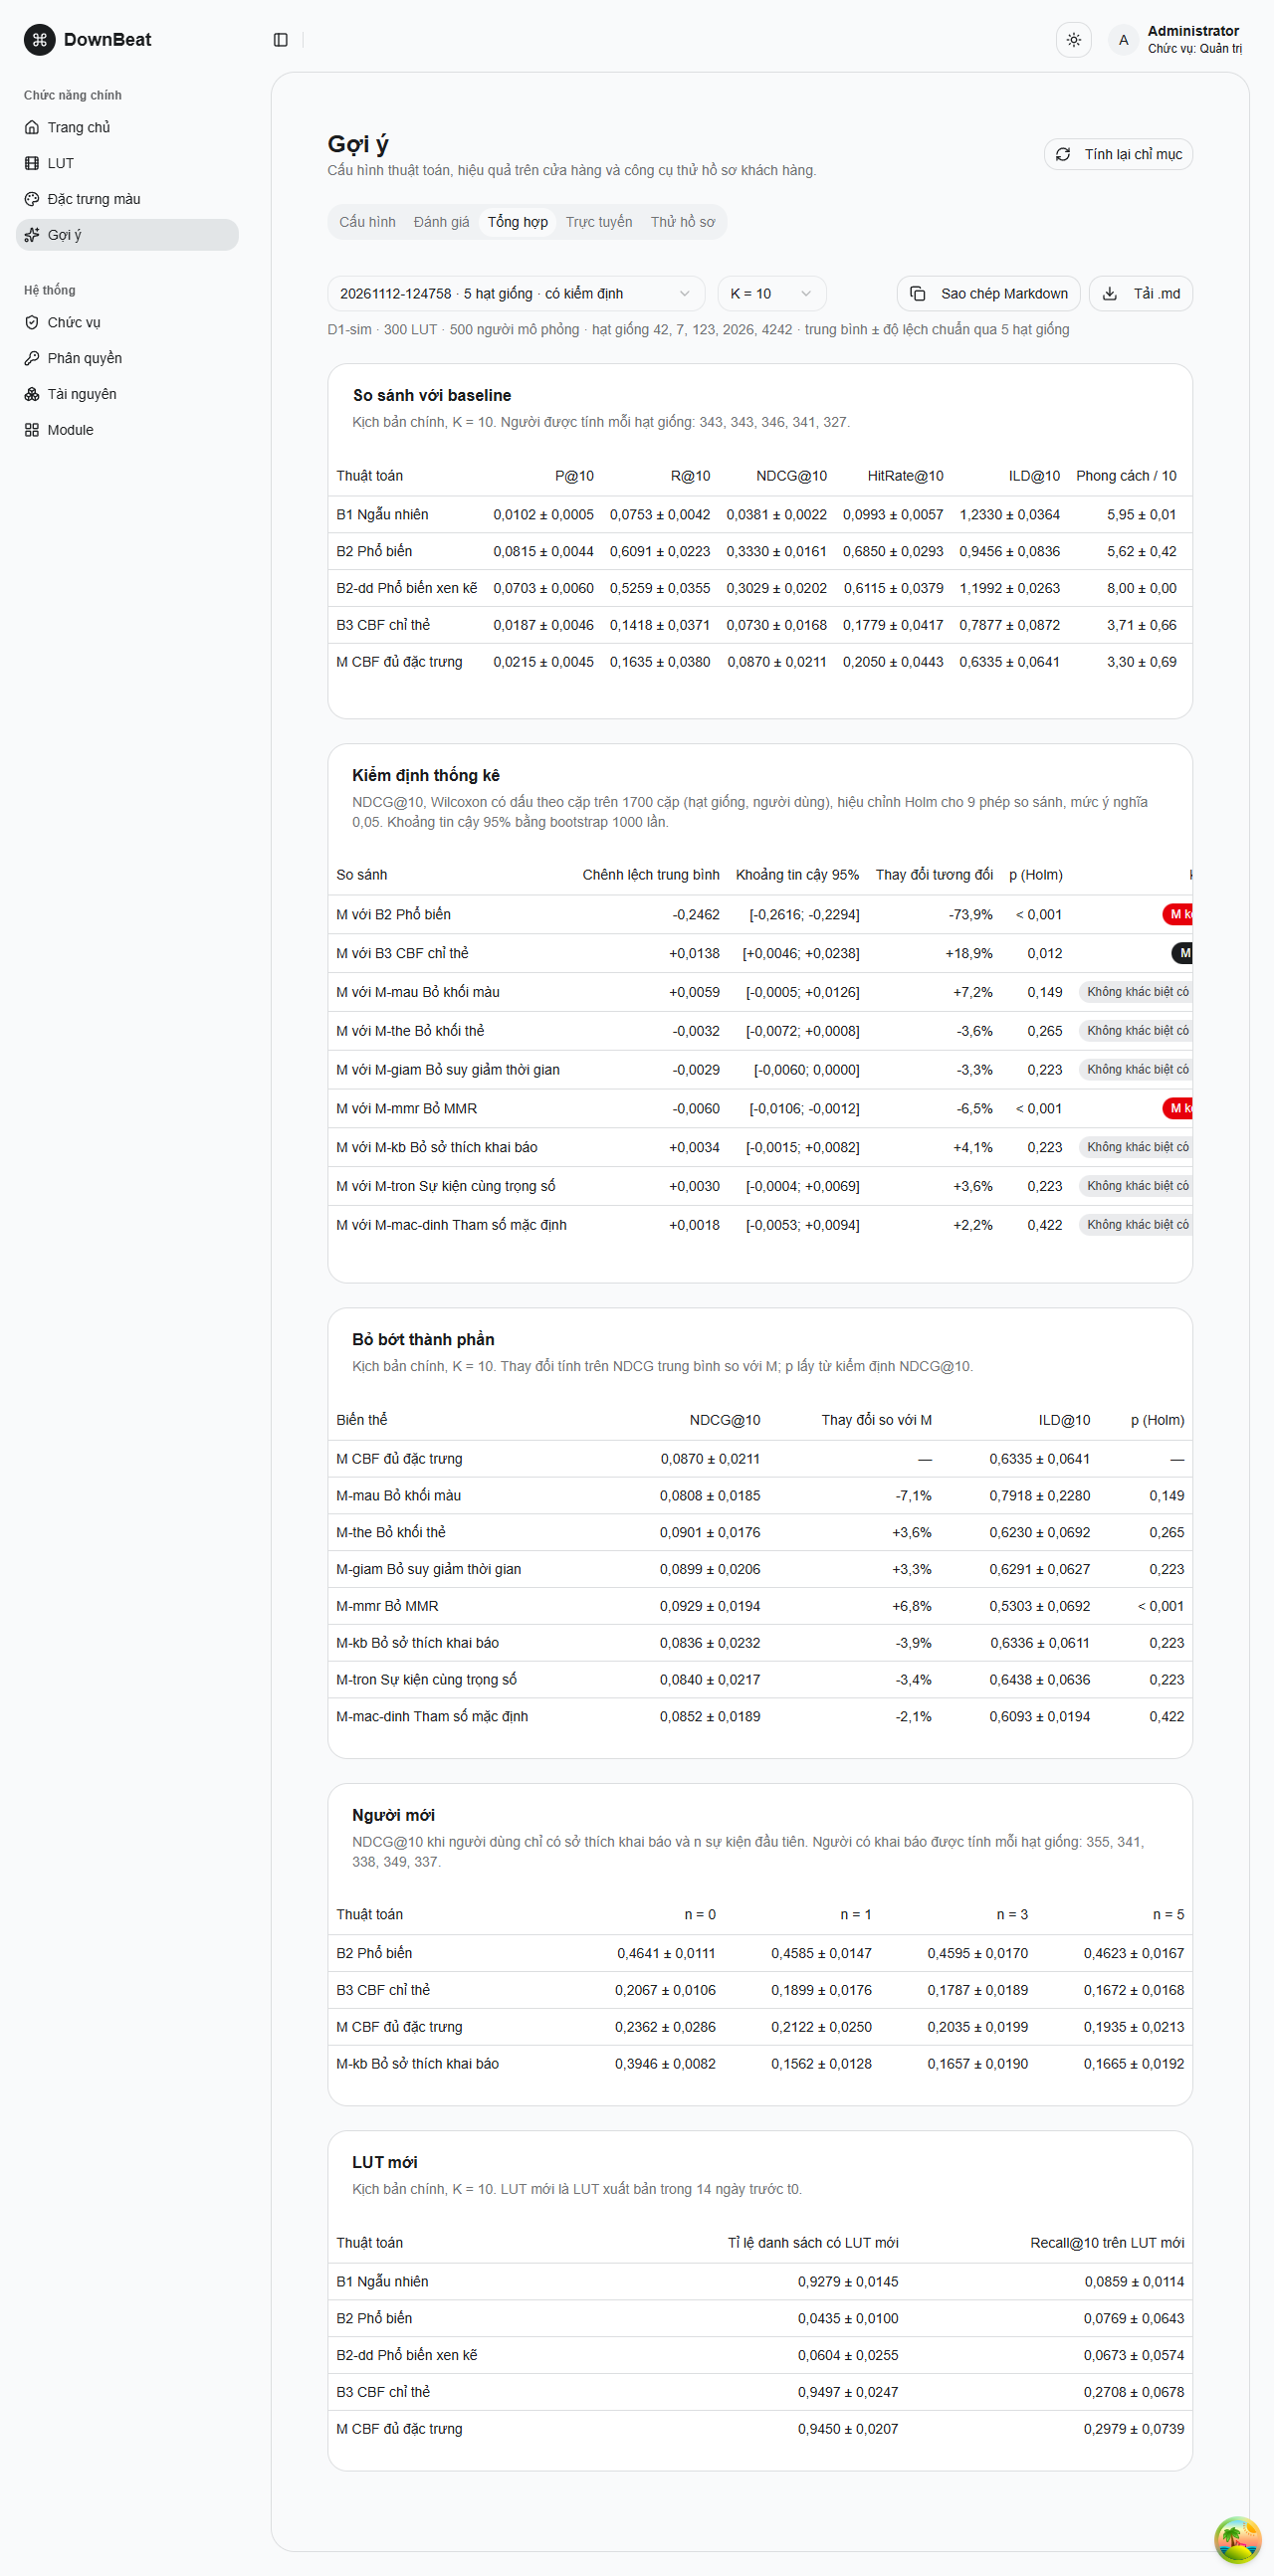 DownBeat
Administrator
A
Chức vụ: Quản trị
Chức năng chính
Trang chủ
LUT
Đặc trưng màu
Gợi ý
Hệ thống
Chức vụ
Phân quyền
Tài nguyên
Module
Gợi ý
Cấu hình thuật toán, hiệu quả trên cửa hàng và công cụ thử hồ sơ khách hàng.
Tính lại chỉ mục
Cấu hình Đánh giá Tổng hợp Trực tuyến Thử hồ sơ
20261112-124758 · 5 hạt giống · có kiểm định K = 10 Sao chép Markdown Tải .md
D1-sim · 300 LUT · 500 người mô phỏng · hạt giống 42, 7, 123, 2026, 4242 · trung bình ± độ lệch chuẩn qua 5 hạt giống
So sánh với baseline
Kịch bản chính, K = 10. Người được tính mỗi hạt giống: 343, 343, 346, 341, 327.
Thuật toán P@10 R@10 NDCG@10 HitRate@10 ILD@10 Phong cách / 10
B1 Ngẫu nhiên 0,0102 ± 0,0005 0,0753 ± 0,0042 0,0381 ± 0,0022 0,0993 ± 0,0057 1,2330 ± 0,0364 5,95 ± 0,01
B2 Phổ biến 0,0815 ± 0,0044 0,6091 ± 0,0223 0,3330 ± 0,0161 0,6850 ± 0,0293 0,9456 ± 0,0836 5,62 ± 0,42
B2-dd Phổ biến xen kẽ 0,0703 ± 0,0060 0,5259 ± 0,0355 0,3029 ± 0,0202 0,6115 ± 0,0379 1,1992 ± 0,0263 8,00 ± 0,00
B3 CBF chỉ thẻ 0,0187 ± 0,0046 0,1418 ± 0,0371 0,0730 ± 0,0168 0,1779 ± 0,0417 0,7877 ± 0,0872 3,71 ± 0,66
M CBF đủ đặc trưng 0,0215 ± 0,0045 0,1635 ± 0,0380 0,0870 ± 0,0211 0,2050 ± 0,0443 0,6335 ± 0,0641 3,30 ± 0,69
Kiểm định thống kê
NDCG@10, Wilcoxon có dấu theo cặp trên 1700 cặp (hạt giống, người dùng), hiệu chỉnh Holm cho 9 phép so sánh, mức ý nghĩa
0,05. Khoảng tin cậy 95% bằng bootstrap 1000 lần.
So sánh Chênh lệch trung bình Khoảng tin cậy 95% Thay đổi tương đối p (Holm)
M với B2 Phổ biến -0,2462 [-0,2616; -0,2294] -73,9% < 0,001 M
M với B3 CBF chỉ thẻ +0,0138 [+0,0046; +0,0238] +18,9% 0,012 M
M với M-mau Bỏ khối màu +0,0059 [-0,0005; +0,0126] +7,2% 0,149 Không khác biệt có
M với M-the Bỏ khối thẻ -0,0032 [-0,0072; +0,0008] -3,6% 0,265 Không khác biệt có
M với M-giam Bỏ suy giảm thời gian -0,0029 [-0,0060; 0,0000] -3,3% 0,223 Không khác biệt có
M với M-mmr Bỏ MMR -0,0060 [-0,0106; -0,0012] -6,5% < 0,001 M
M với M-kb Bỏ sở thích khai báo +0,0034 [-0,0015; +0,0082] +4,1% 0,223 Không khác biệt có
M với M-tron Sự kiện cùng trọng số +0,0030 [-0,0004; +0,0069] +3,6% 0,223 Không khác biệt có
M với M-mac-dinh Tham số mặc định +0,0018 [-0,0053; +0,0094] +2,2% 0,422 Không khác biệt có
Bỏ bớt thành phần
Kịch bản chính, K = 10. Thay đổi tính trên NDCG trung bình so với M; p lấy từ kiểm định NDCG@10.
Biến thể NDCG@10 Thay đổi so với M ILD@10 p (Holm)
M CBF đủ đặc trưng 0,0870 ± 0,0211 — 0,6335 ± 0,0641 —
M-mau Bỏ khối màu 0,0808 ± 0,0185 -7,1% 0,7918 ± 0,2280 0,149
M-the Bỏ khối thẻ 0,0901 ± 0,0176 +3,6% 0,6230 ± 0,0692 0,265
M-giam Bỏ suy giảm thời gian 0,0899 ± 0,0206 +3,3% 0,6291 ± 0,0627 0,223
M-mmr Bỏ MMR 0,0929 ± 0,0194 +6,8% 0,5303 ± 0,0692 < 0,001
M-kb Bỏ sở thích khai báo 0,0836 ± 0,0232 -3,9% 0,6336 ± 0,0611 0,223
M-tron Sự kiện cùng trọng số 0,0840 ± 0,0217 -3,4% 0,6438 ± 0,0636 0,223
M-mac-dinh Tham số mặc định 0,0852 ± 0,0189 -2,1% 0,6093 ± 0,0194 0,422
Người mới
NDCG@10 khi người dùng chỉ có sở thích khai báo và n sự kiện đầu tiên. Người có khai báo được tính mỗi hạt giống: 355, 341,
338, 349, 337.
Thuật toán n = 0 n = 1 n = 3 n = 5
B2 Phổ biến 0,4641 ± 0,0111 0,4585 ± 0,0147 0,4595 ± 0,0170 0,4623 ± 0,0167
B3 CBF chỉ thẻ 0,2067 ± 0,0106 0,1899 ± 0,0176 0,1787 ± 0,0189 0,1672 ± 0,0168
M CBF đủ đặc trưng 0,2362 ± 0,0286 0,2122 ± 0,0250 0,2035 ± 0,0199 0,1935 ± 0,0213
M-kb Bỏ sở thích khai báo 0,3946 ± 0,0082 0,1562 ± 0,0128 0,1657 ± 0,0190 0,1665 ± 0,0192
LUT mới
Kịch bản chính, K = 10. LUT mới là LUT xuất bản trong 14 ngày trước t0.
Thuật toán Tỉ lệ danh sách có LUT mới Recall@10 trên LUT mới
B1 Ngẫu nhiên 0,9279 ± 0,0145 0,0859 ± 0,0114
B2 Phổ biến 0,0435 ± 0,0100 0,0769 ± 0,0643
B2-dd Phổ biến xen kẽ 0,0604 ± 0,0255 0,0673 ± 0,0574
B3 CBF chỉ thẻ 0,9497 ± 0,0247 0,2708 ± 0,0678
M CBF đủ đặc trưng 0,9450 ± 0,0207 0,2979 ± 0,0739